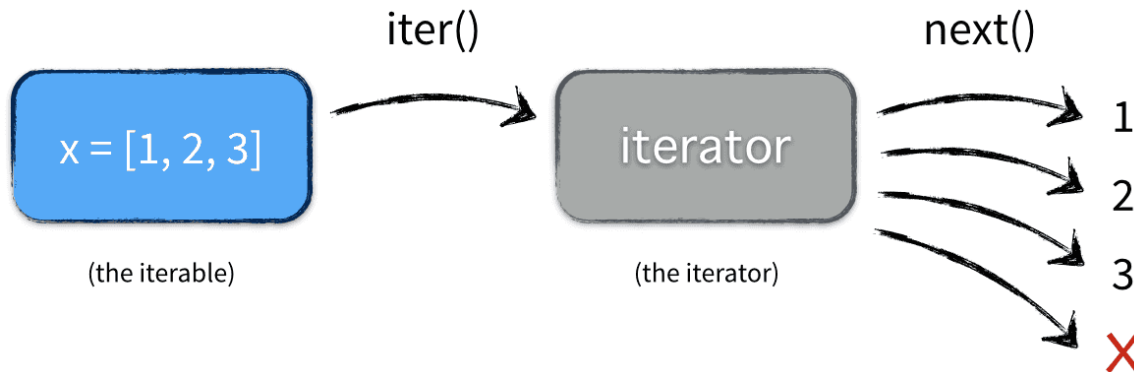 iter()
next()
x = [1, 2, 3]
iterator
1
2
3
X
(the iterable)
(the iterator)